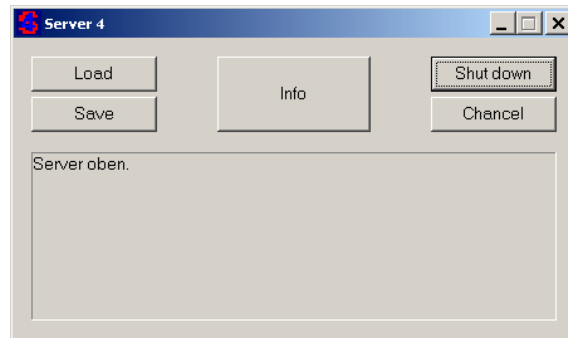 Server 4
Load
Info
Shut down
Save
Chancel
Server oben.